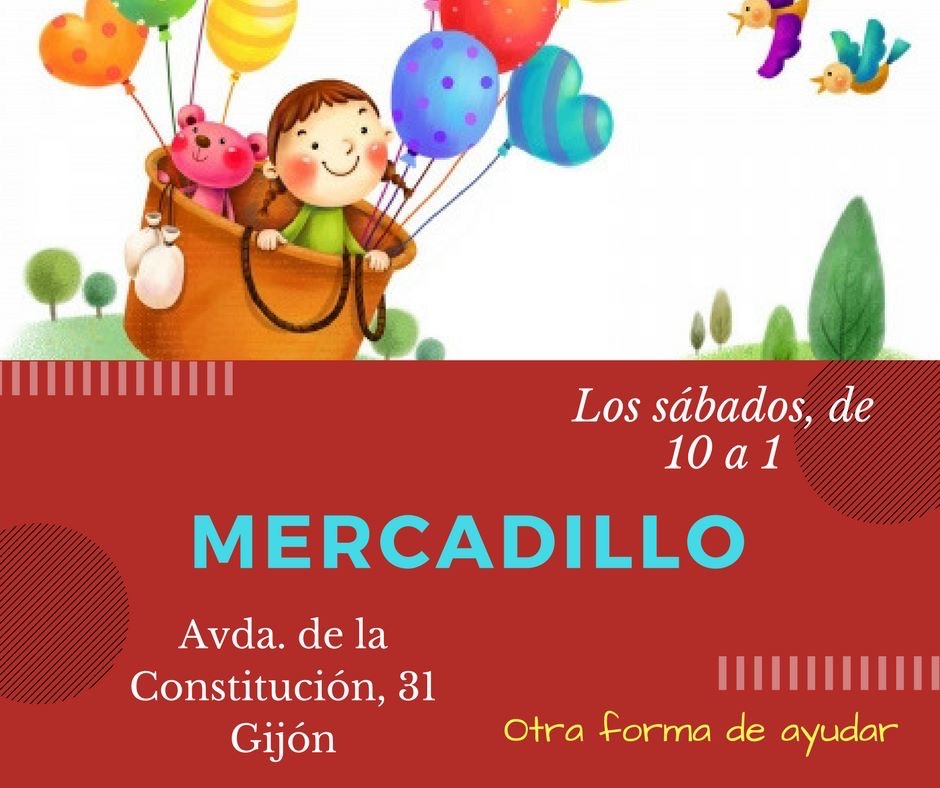 Los sábados, de
10 a 1
MERCADILLO
Avda. de la
Constitución, 31
Gijón
Otra forma de ayudar